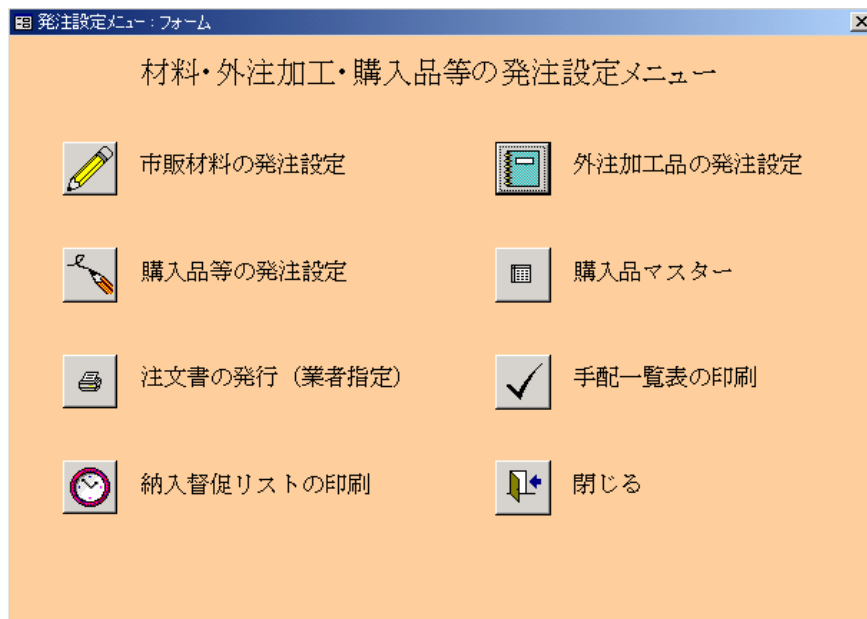 発注設定メニュー : フォーム
材料・外注加工・購入品等の発注設定メニュー
市販材料の発注設定
外注加工品の発注設定
購入品等の発注設定
購入品マスター
注文書の発行（業者指定）
手配一覧表の印刷
納入督促リストの印刷
閉じる